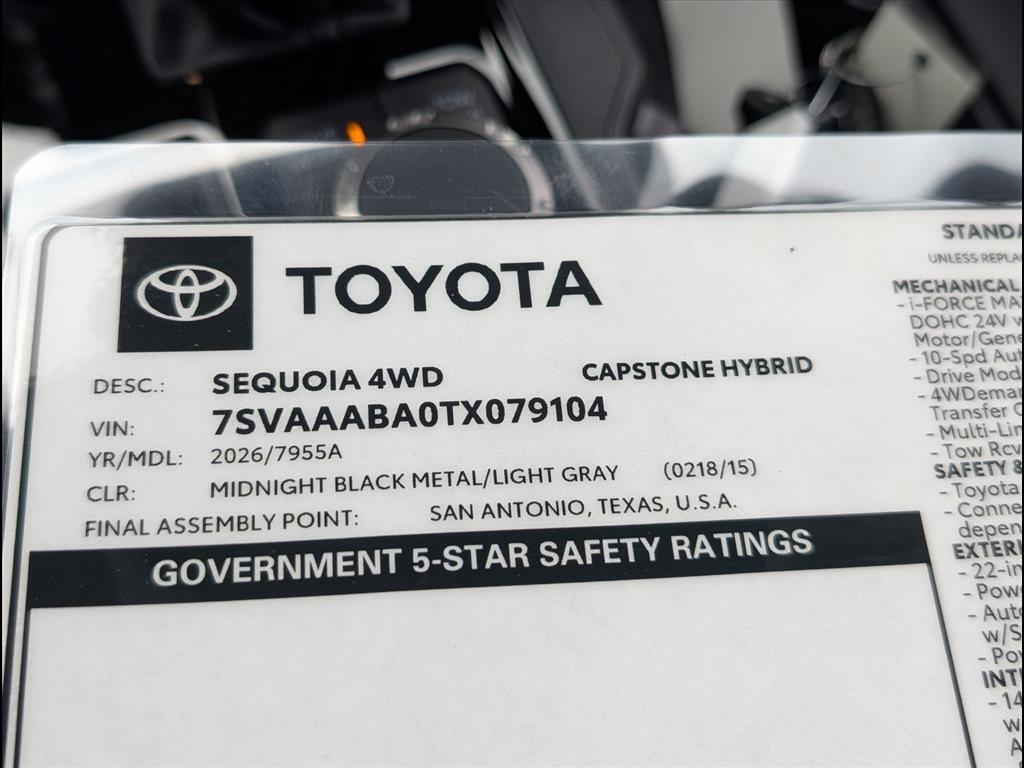 TOYOTA
DESC.: SEQUOIA 4WD CAPSTONE HYBRID
VIN: 7SVAAABA0TX079104
YR/MDL: 2026/7955A
CLR: MIDNIGHT BLACK METAL/LIGHT GRAY (0218/15)
FINAL ASSEMBLY POINT: SAN ANTONIO, TEXAS, U.S.A.
GOVERNMENT 5-STAR SAFETY RATINGS
STANDA
UNLESS REPLA
MECHANICAL
- i-FORCE MA
DOHC 24V w
Motor/Gene
- 10-Spd Aut
- Drive Mod
- 4WDeman
Transfer C
- Multi-Lin
- Tow Rcv
SAFETY &
- Toyota
- Conne
depen
EXTERI
- 22-in
- Pow
- Auto
w/S
- Po
INT
- 14
w
A